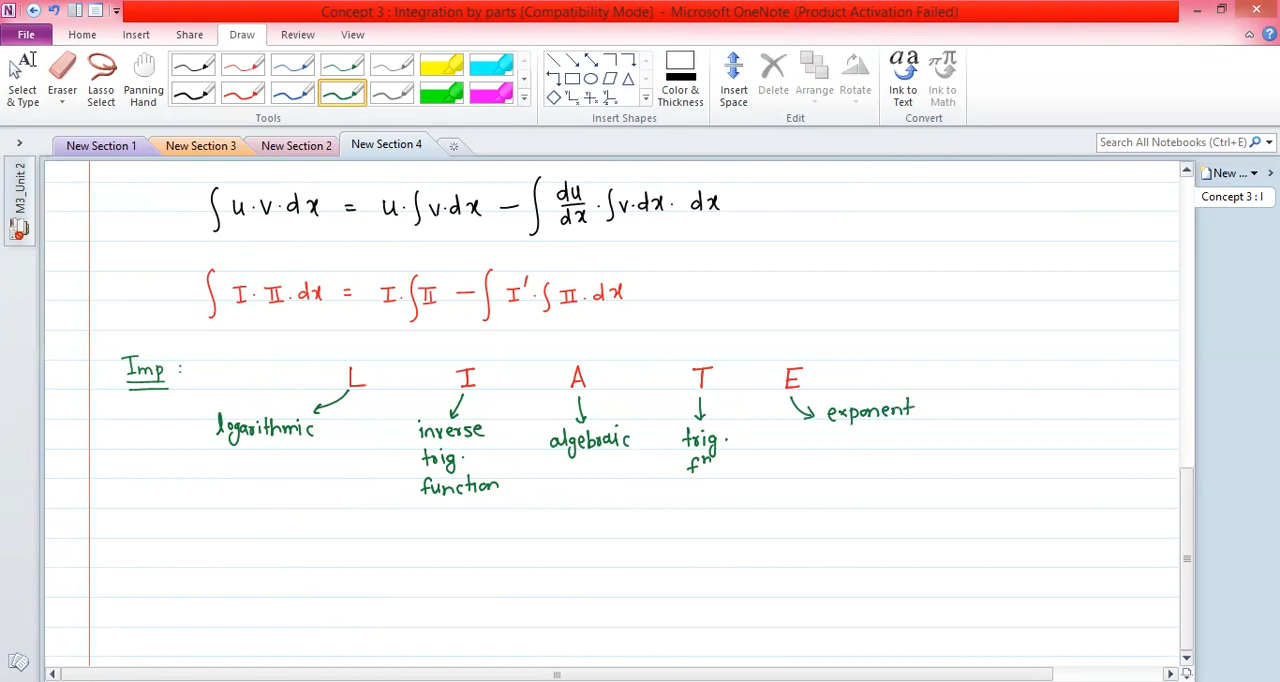 Concept 3 : Integration by parts [Compatibility Mode] - Microsoft OneNote (Product Activation Failed)
File Home Insert Share Draw Review View
Select & Type
Eraser
Lasso Select
Panning Hand
Color & Thickness
Insert Space
Delete
Arrange
Rotate
Ink to Text
Ink to Math
Tools Insert Shapes Edit Convert
New Section 1 New Section 3 New Section 2 New Section 4
Search All Notebooks (Ctrl+E)
New ...
Concept 3 : I
M3_Unit 2
∫ u·v·dx = u·∫v·dx − ∫ du/dx · ∫v·dx· dx
∫ I· II·dx = I·∫II − ∫ I'·∫II·dx
Imp :
L I A T E
logarithmic
inverse trig. function
algebraic
trig. fⁿ
exponent